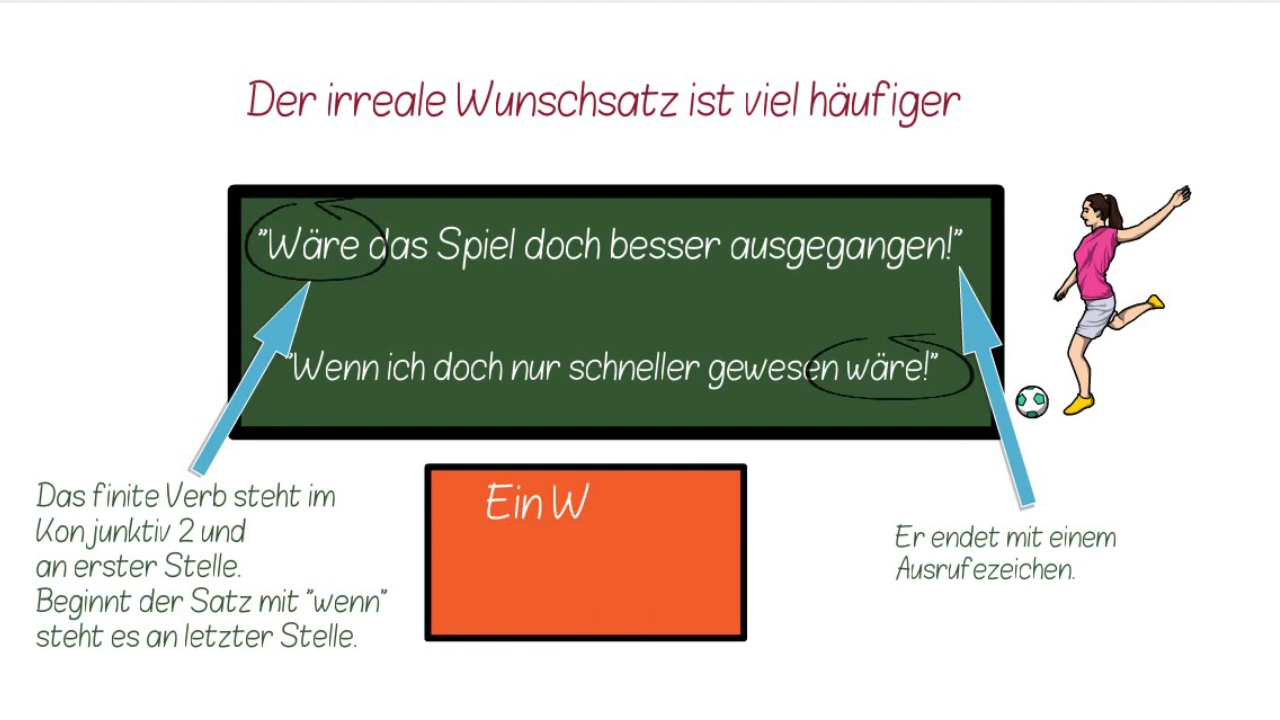 Der irreale Wunschsatz ist viel häufiger
"Wäre das Spiel doch besser ausgegangen!"
"Wenn ich doch nur schneller gewesen wäre!"
Das finite Verb steht im
Konjunktiv 2 und
an erster Stelle.
Beginnt der Satz mit "wenn"
steht es an letzter Stelle.
Ein W
Er endet mit einem
Ausrufezeichen.